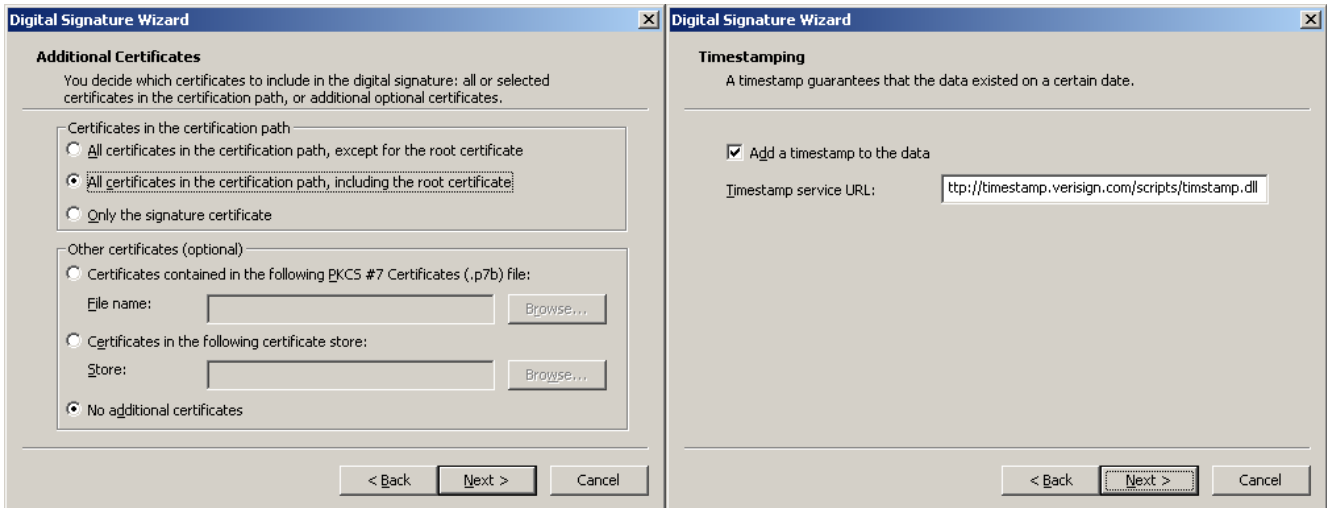 Digital Signature Wizard
Additional Certificates
You decide which certificates to include in the digital signature: all or selected
certificates in the certification path, or additional optional certificates.
Certificates in the certification path
All certificates in the certification path, except for the root certificate
All certificates in the certification path, including the root certificate
Only the signature certificate
Other certificates (optional)
Certificates contained in the following PKCS #7 Certificates (.p7b) file:
File name:
Browse...
Certificates in the following certificate store:
Store:
Browse...
No additional certificates
< Back
Next >
Cancel
Digital Signature Wizard
Timestamping
A timestamp guarantees that the data existed on a certain date.
Add a timestamp to the data
Timestamp service URL:
ttp://timestamp.verisign.com/scripts/timstamp.dll
< Back
Next >
Cancel